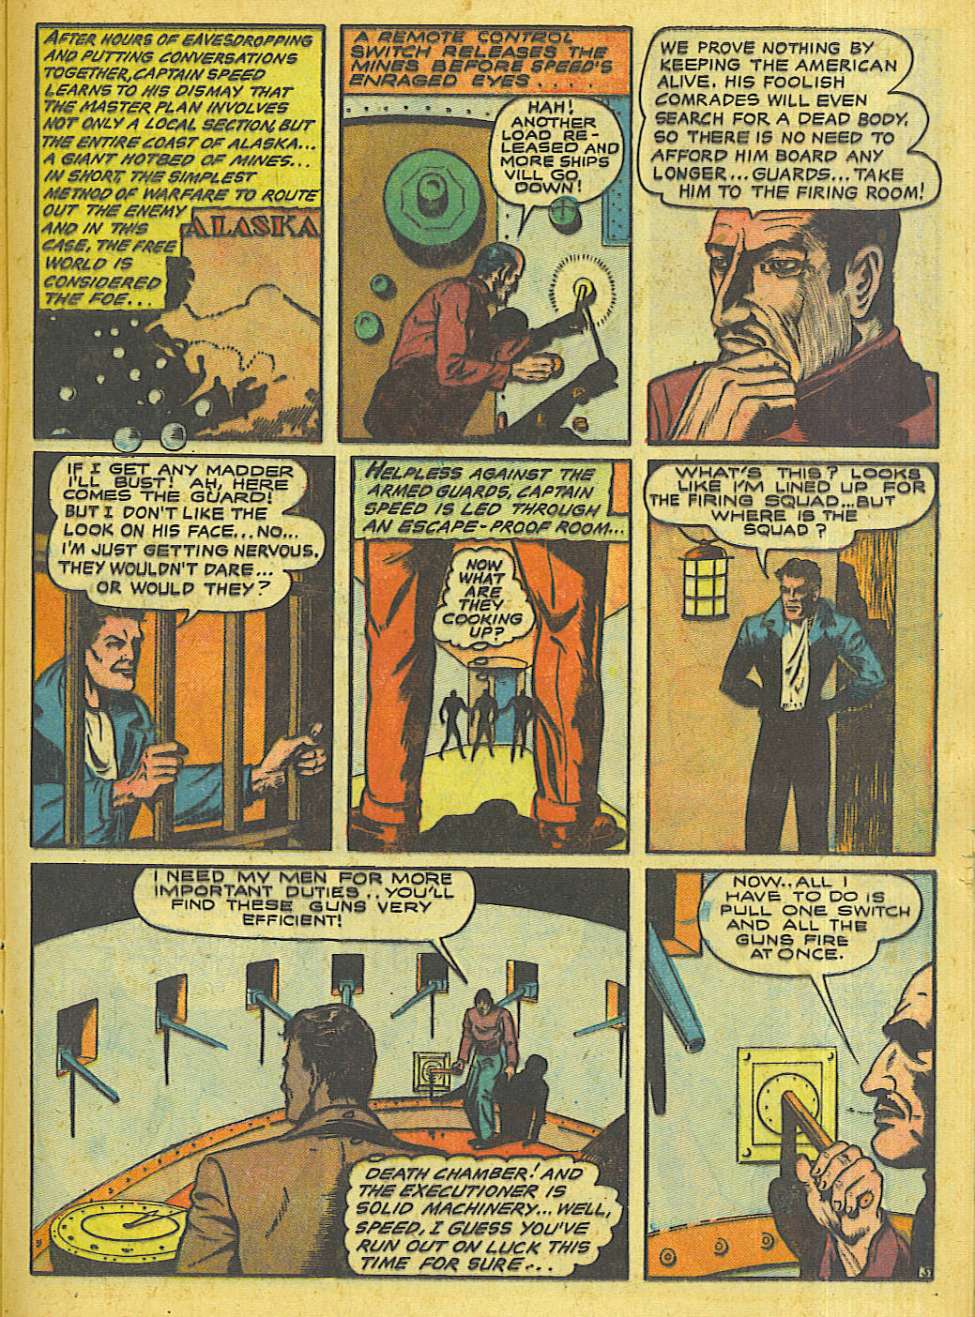 AFTER HOURS OF EAVESDROPPING
AND PUTTING CONVERSATIONS
TOGETHER, CAPTAIN SPEED
LEARNS TO HIS DISMAY THAT
THE MASTER PLAN INVOLVES
NOT ONLY A LOCAL SECTION, BUT
THE ENTIRE COAST OF ALASKA...
A GIANT HOTBED OF MINES...
IN SHORT, THE SIMPLEST
METHOD OF WARFARE TO ROUTE
OUT THE ENEMY
AND IN THIS
CASE, THE FREE
WORLD IS
CONSIDERED
THE FOE...
ALASKA
A REMOTE CONTROL
SWITCH RELEASES THE
MINES BEFORE SPEED'S
ENRAGED EYES....
HAH!
ANOTHER
LOAD RE-
LEASED AND
MORE SHIPS
VILL GO
DOWN!
WE PROVE NOTHING BY
KEEPING THE AMERICAN
ALIVE. HIS FOOLISH
COMRADES WILL EVEN
SEARCH FOR A DEAD BODY.
SO THERE IS NO NEED TO
AFFORD HIM BOARD ANY
LONGER...GUARDS...TAKE
HIM TO THE FIRING ROOM!
IF I GET ANY MADDER
I'LL BUST! AH, HERE
COMES THE GUARD!
BUT I DON'T LIKE THE
LOOK ON HIS FACE...NO...
I'M JUST GETTING NERVOUS.
THEY WOULDN'T DARE...
OR WOULD THEY?
HELPLESS AGAINST THE
ARMED GUARDS, CAPTAIN
SPEED IS LED THROUGH
AN ESCAPE-PROOF ROOM...
NOW
WHAT
ARE
THEY
COOKING
UP?
WHAT'S THIS? LOOKS
LIKE I'M LINED UP FOR
THE FIRING SQUAD...BUT
WHERE IS THE
SQUAD?
I NEED MY MEN FOR MORE
IMPORTANT DUTIES..YOU'LL
FIND THESE GUNS VERY
EFFICIENT!
DEATH CHAMBER! AND
THE EXECUTIONER IS
SOLID MACHINERY...WELL,
SPEED, I GUESS YOU'VE
RUN OUT ON LUCK THIS
TIME FOR SURE...
NOW..ALL I
HAVE TO DO IS
PULL ONE SWITCH
AND ALL THE
GUNS FIRE
AT ONCE.